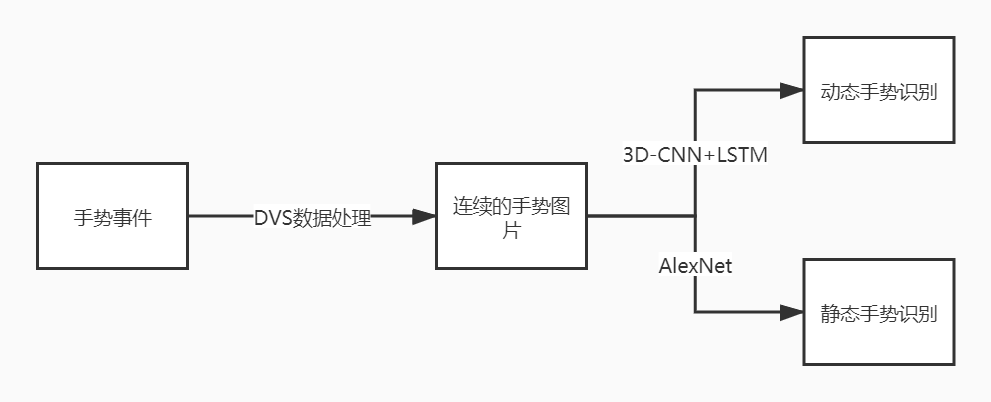 手势事件
DVS数据处理
连续的手势图
片
3D-CNN+LSTM
动态手势识别
AlexNet
静态手势识别